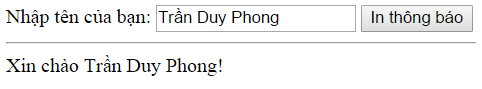 Nhập tên của bạn: Trần Duy Phong In thông báo
Xin chào Trần Duy Phong!